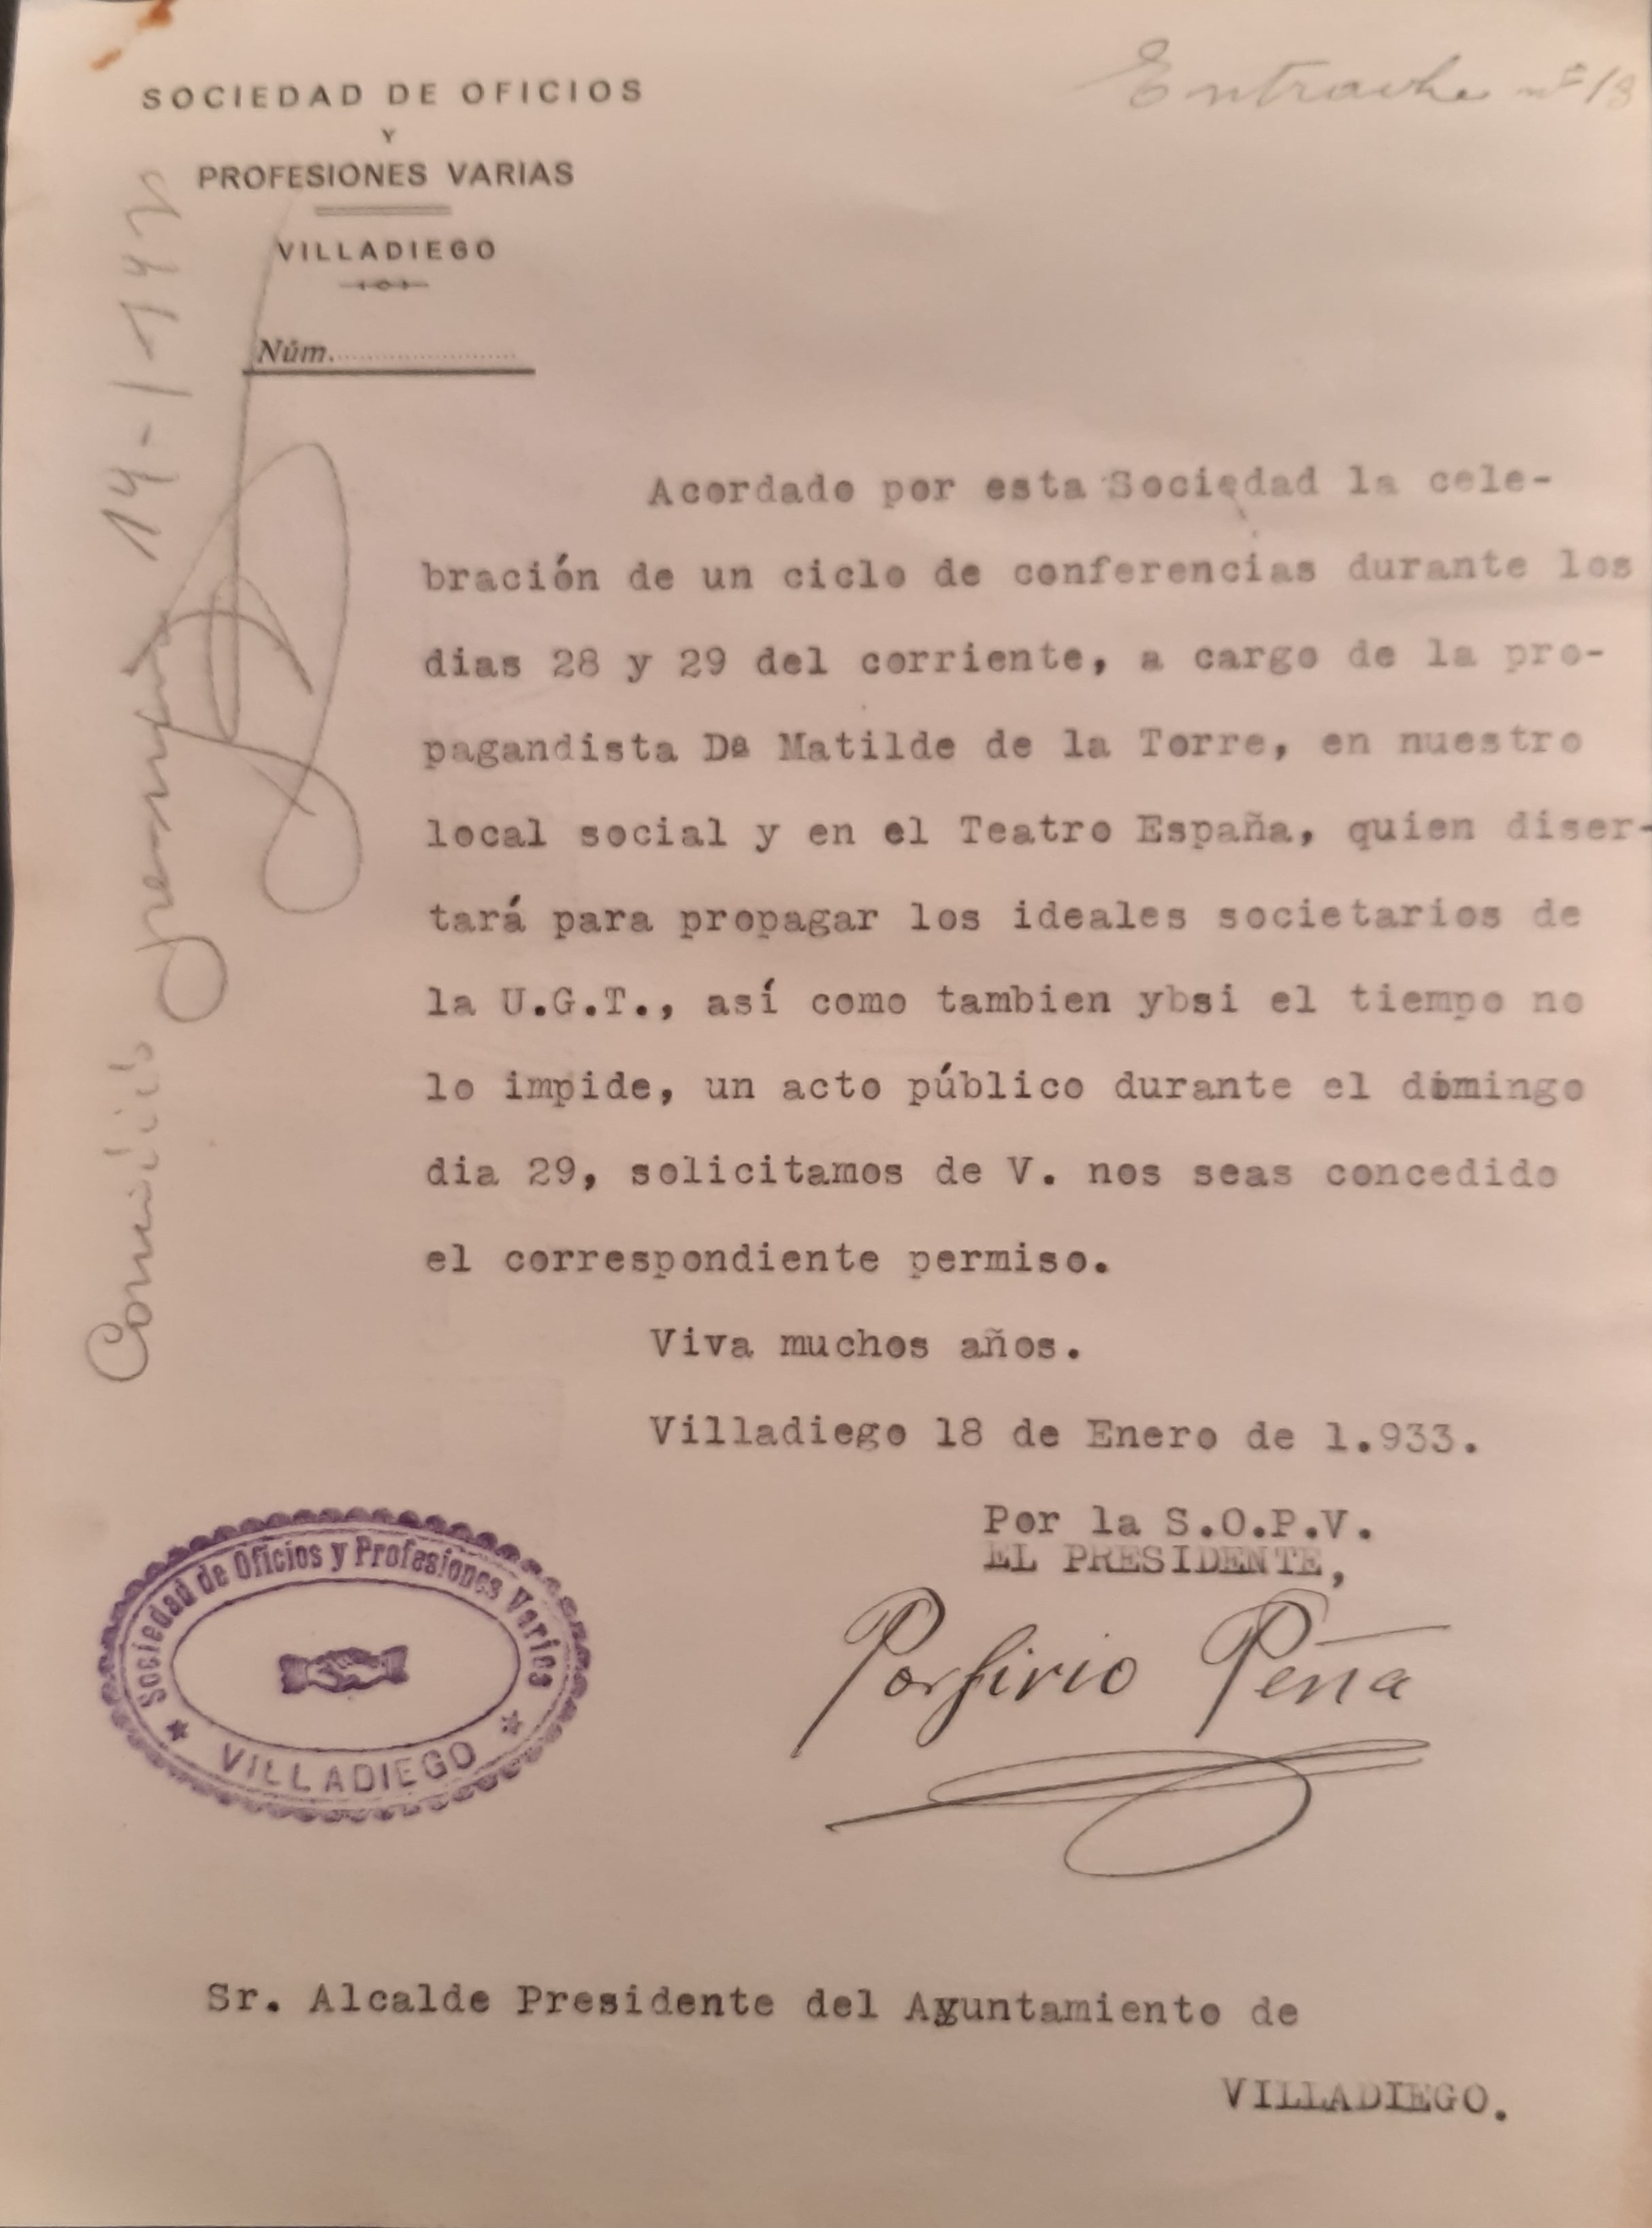 SOCIEDAD DE OFICIOS
Y
PROFESIONES VARIAS
VILLADIEGO
Núm.
nº 18
Acordado por esta Sociedad la cele-
bración de un ciclo de conferencias durante los
dias 28 y 29 del corriente, a cargo de la pro-
pagandista Dª Matilde de la Torre, en nuestro
local social y en el Teatro España, quien diser-
tará para propagar los ideales societarios de
la U.G.T., así como tambien ybsi el tiempo no
lo impide, un acto público durante el domingo
dia 29, solicitamos de V. nos seas concedido
el correspondiente permiso.
Viva muchos años.
Villadiego 18 de Enero de 1.933.
Por la S.O.P.V.
EL PRESIDENTE,
Porfirio Peña
Sociedad de Oficios y Profesiones Varias
VILLADIEGO
Sr. Alcalde Presidente del Ayuntamiento de
VILLADIEGO.